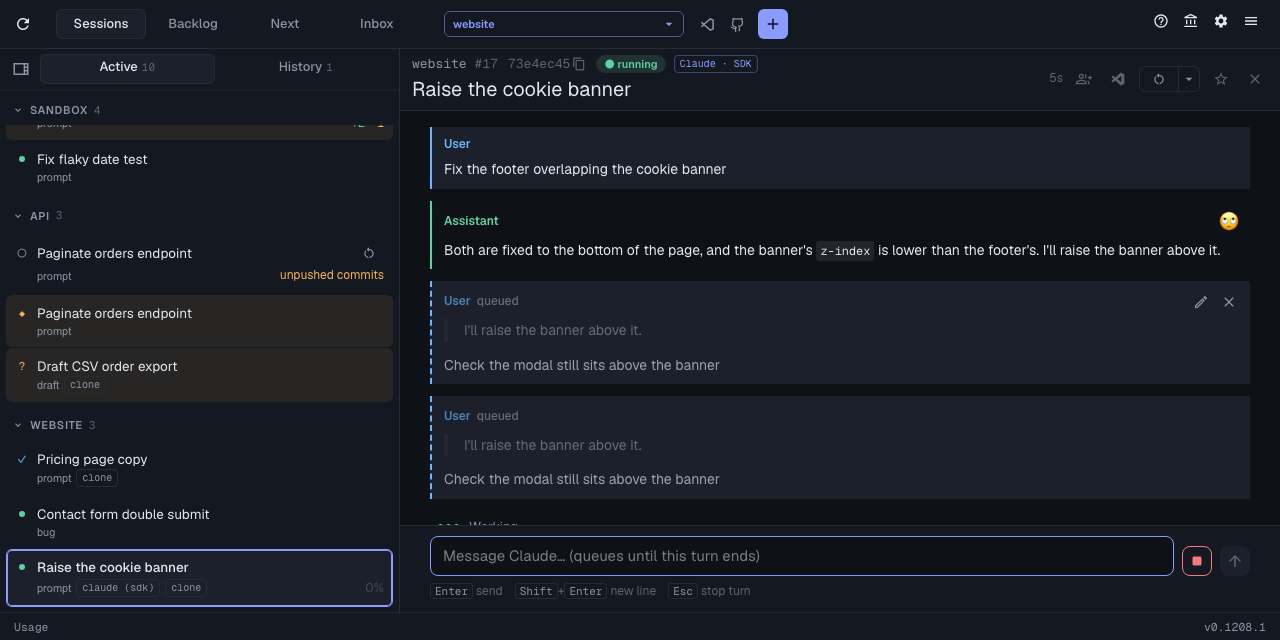 Sessions
Backlog
Next
Inbox
website
Active 10
History 1
SANDBOX 4
prompt
Fix flaky date test
prompt
API 3
Paginate orders endpoint
prompt
unpushed commits
Paginate orders endpoint
prompt
? Draft CSV order export
draft clone
WEBSITE 3
Pricing page copy
prompt clone
Contact form double submit
bug
Raise the cookie banner
prompt claude (sdk) clone 0%
website #17 73e4ec45 running Claude · SDK
Raise the cookie banner
5s
User
Fix the footer overlapping the cookie banner
Assistant
Both are fixed to the bottom of the page, and the banner's z-index is lower than the footer's. I'll raise the banner above it.
User queued
I'll raise the banner above it.
Check the modal still sits above the banner
User queued
I'll raise the banner above it.
Check the modal still sits above the banner
Working
Message Claude... (queues until this turn ends)
Enter send Shift+Enter new line Esc stop turn
Usage
v0.1208.1